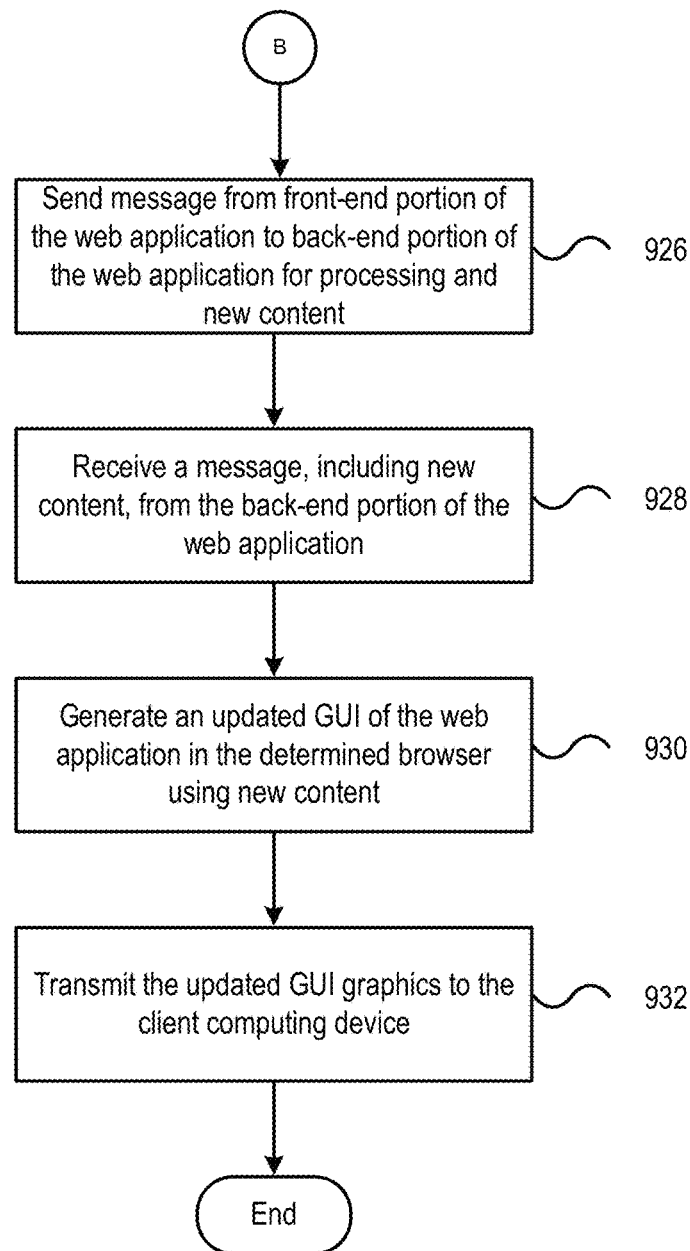 B
Send message from front-end portion of
the web application to back-end portion of
the web application for processing and
new content
926
Receive a message, including new
content, from the back-end portion of the
web application
928
Generate an updated GUI of the web
application in the determined browser
using new content
930
Transmit the updated GUI graphics to the
client computing device
932
End